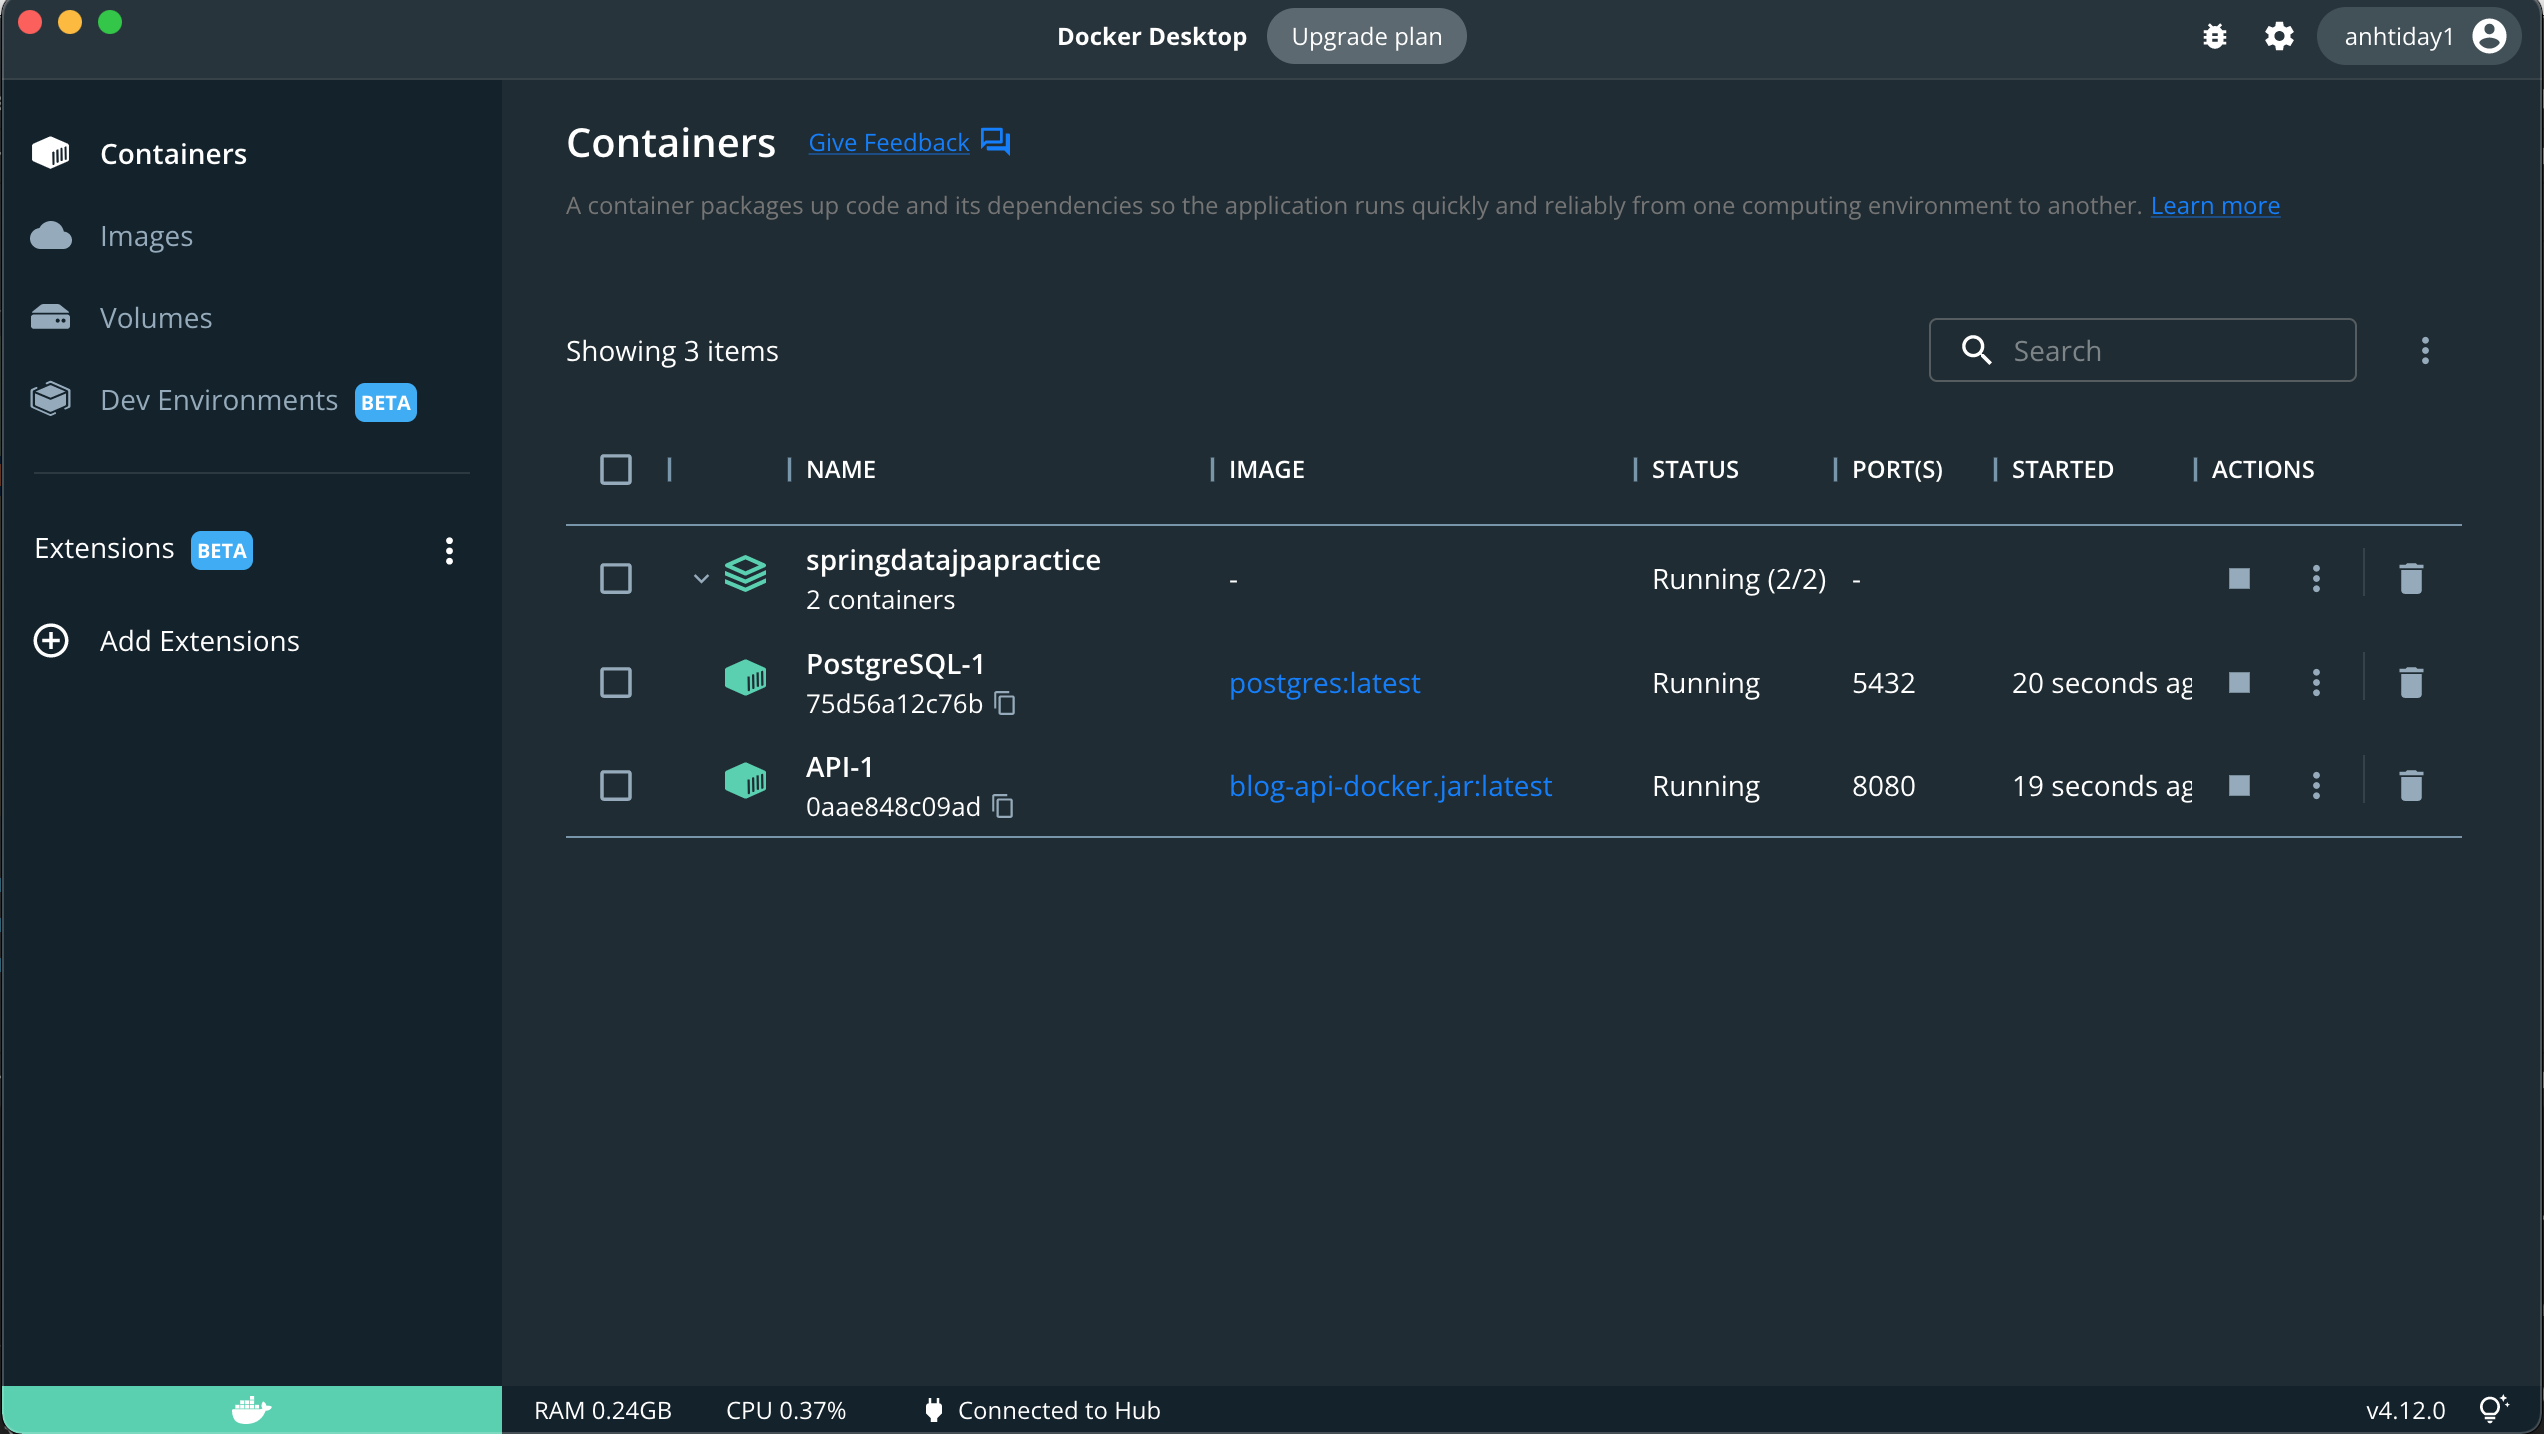 Docker Desktop
Upgrade plan
anhtiday1
Containers
Images
Volumes
Dev Environments BETA
Extensions BETA
Add Extensions
Containers Give Feedback
A container packages up code and its dependencies so the application runs quickly and reliably from one computing environment to another. Learn more
Showing 3 items
Search
NAME IMAGE STATUS PORT(S) STARTED ACTIONS
springdatajpapractice
2 containers
- Running (2/2) -
PostgreSQL-1
75d56a12c76b
postgres:latest Running 5432 20 seconds ag
API-1
0aae848c09ad
blog-api-docker.jar:latest Running 8080 19 seconds ag
RAM 0.24GB CPU 0.37% Connected to Hub v4.12.0